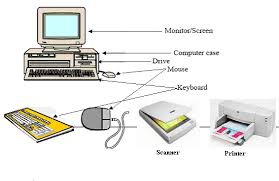 Monitor/Screen
Computer case
Drive
Mouse
Keyboard
Scanner
Printer